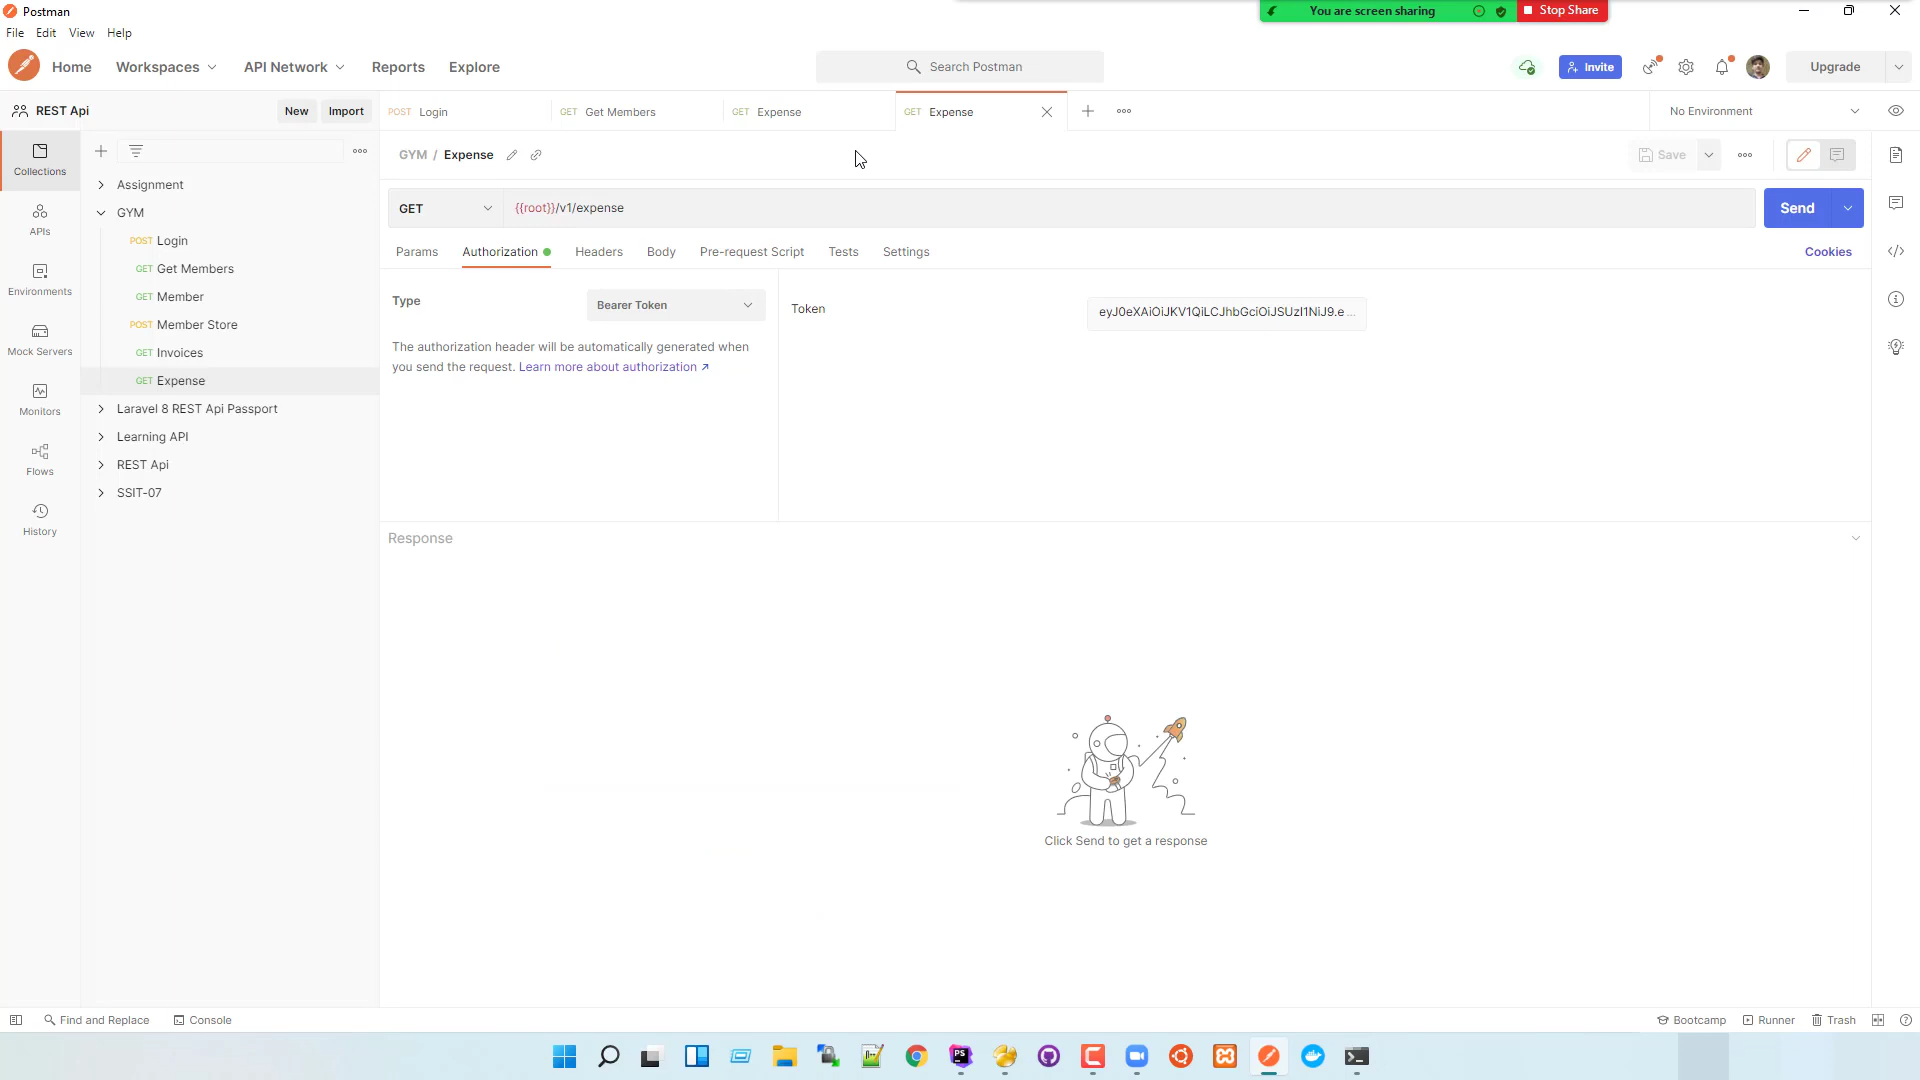 Postman
You are screen sharing
Stop Share
File Edit View Help
Home Workspaces API Network Reports Explore
Search Postman
Invite
Upgrade
REST Api
New Import
POST Login
GET Get Members
GET Expense
GET Expense
No Environment
Collections
APIs
Environments
Mock Servers
Monitors
Flows
History
Assignment
GYM
POST Login
GET Get Members
GET Member
POST Member Store
GET Invoices
GET Expense
Laravel 8 REST Api Passport
Learning API
REST Api
SSIT-07
GYM / Expense
Save
GET {{root}}/v1/expense
Send
Params Authorization Headers Body Pre-request Script Tests Settings
Cookies
Type
Bearer Token
The authorization header will be automatically generated when
you send the request. Learn more about authorization
Token
eyJ0eXAiOiJKV1QiLCJhbGciOiJSUzI1NiJ9.e ...
Response
Click Send to get a response
Find and Replace Console
Bootcamp Runner Trash
PS